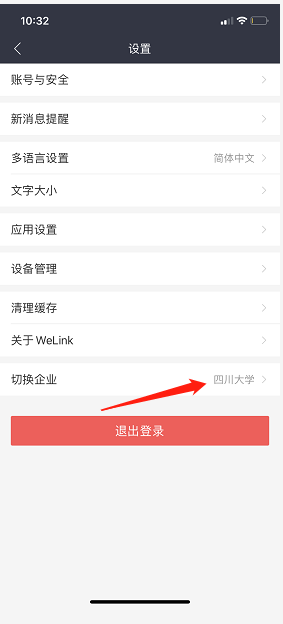 10:32
设置
账号与安全
新消息提醒
多语言设置 简体中文
文字大小
应用设置
设备管理
清理缓存
关于 WeLink
切换企业 四川大学
退出登录